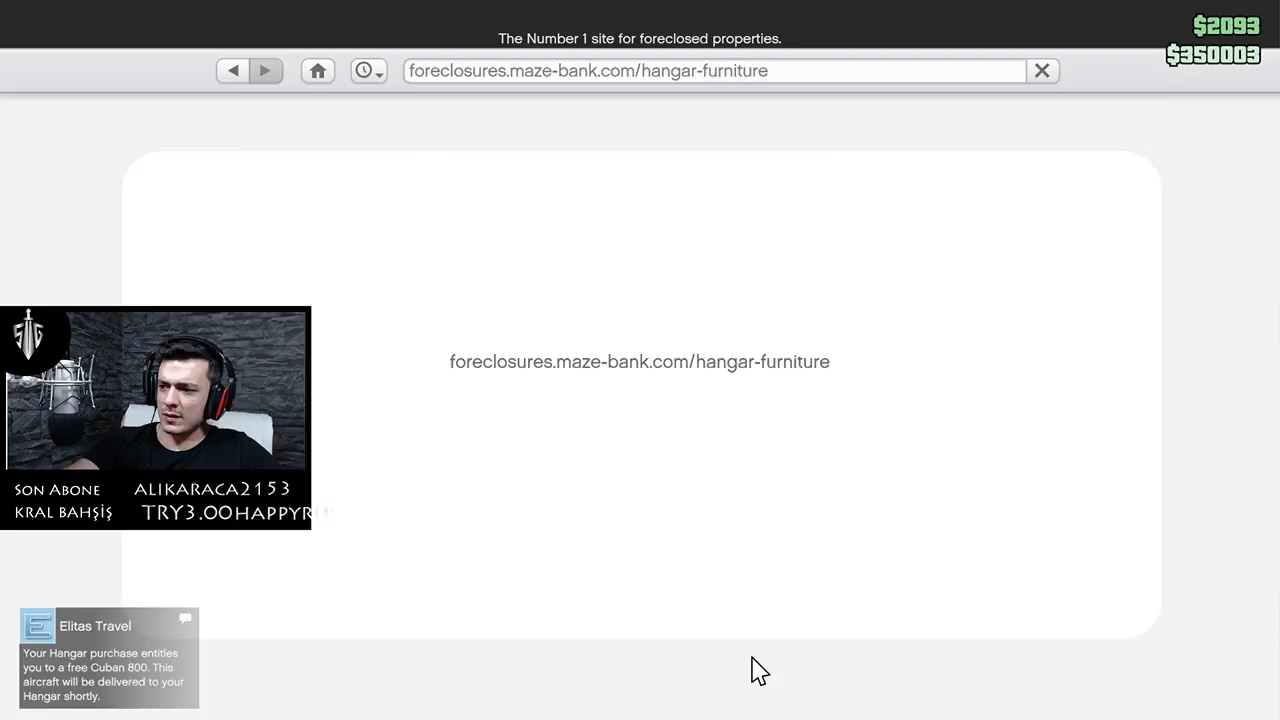 $2093
The Number 1 site for foreclosed properties.
$350003
foreclosures.maze-bank.com/hangar-furniture
foreclosures.maze-bank.com/hangar-furniture
SON ABONE ALIKARACA2153
KRAL BAHŞİŞ TRY3.00HAPPYR
Elitas Travel
Your Hangar purchase entitles
you to a free Cuban 800. This
aircraft will be delivered to your
Hangar shortly.